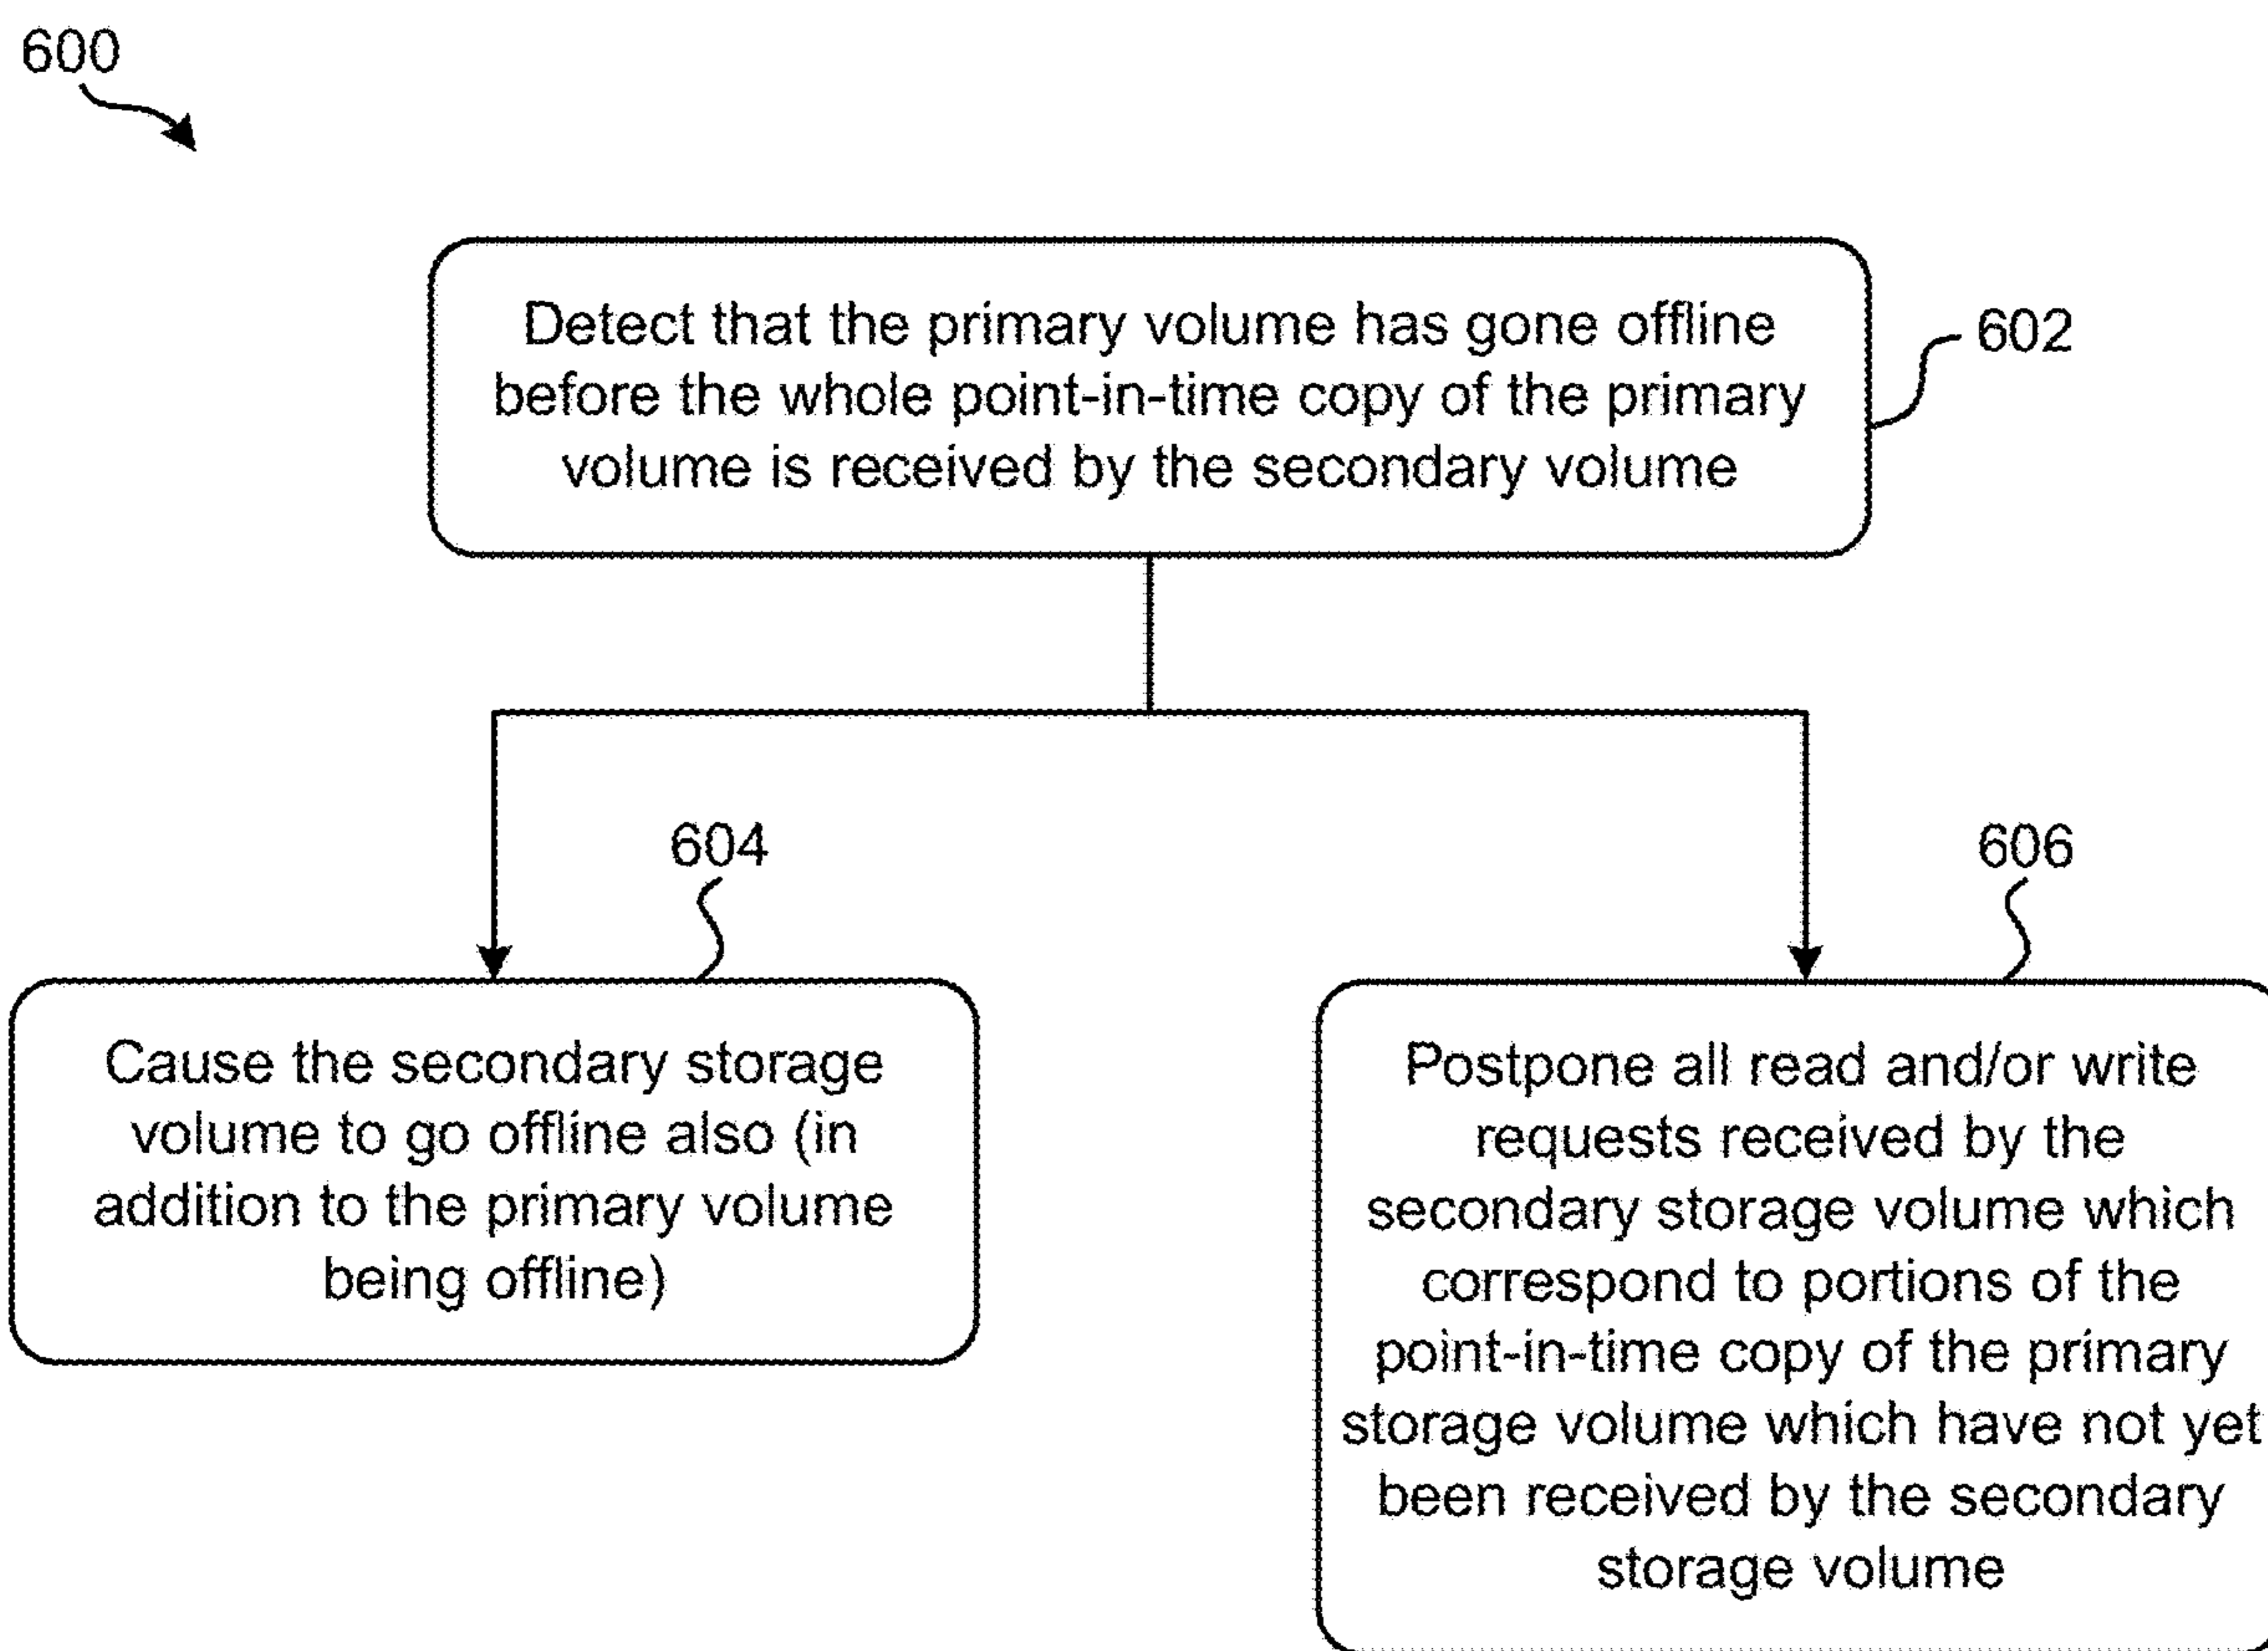 600
Detect that the primary volume has gone offline
before the whole point-in-time copy of the primary
volume is received by the secondary volume
602
604
Cause the secondary storage
volume to go offline also (in
addition to the primary volume
being offline)
606
Postpone all read and/or write
requests received by the
secondary storage volume which
correspond to portions of the
point-in-time copy of the primary
storage volume which have not yet
been received by the secondary
storage volume